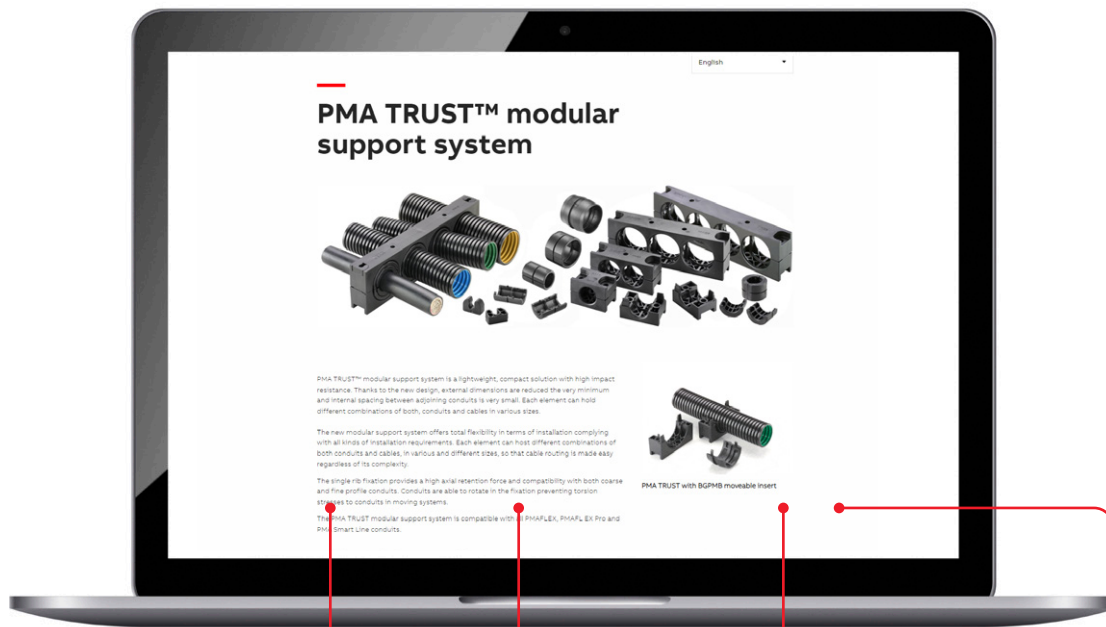 English
PMA TRUST™ modular
support system
PMA TRUST™ modular support system is a lightweight, compact solution with high impact
resistance. Thanks to the new design, external dimensions are reduced the very minimum
and internal spacing between adjoining conduits is very small. Each element can hold
different combinations of both, conduits and cables in various sizes.
The new modular support system offers total flexibility in terms of installation complying
with all kinds of installation requirements. Each element can host different combinations of
both conduits and cables, in various and different sizes, so that cable routing is made easy
regardless of its complexity.
The single rib fixation provides a high axial retention force and compatibility with both coarse
and fine profile conduits. Conduits are able to rotate in the fixation preventing torsion
stresses to conduits in moving systems.
The PMA TRUST modular support system is compatible with all PMAFLEX, PMAFL EX Pro and
PMA Smart Line conduits.
PMA TRUST with BGPMB moveable insert